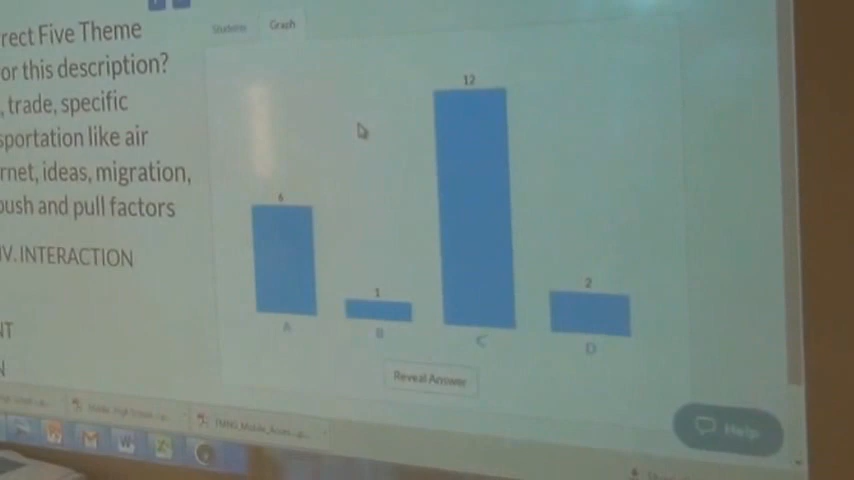 rect Five Theme
or this description?
, trade, specific
sportation like air
rnet, ideas, migration,
push and pull factors
IV. INTERACTION
NT
N
Students
Graph
6
1
12
2
A
B
C
D
Reveal Answer
Help